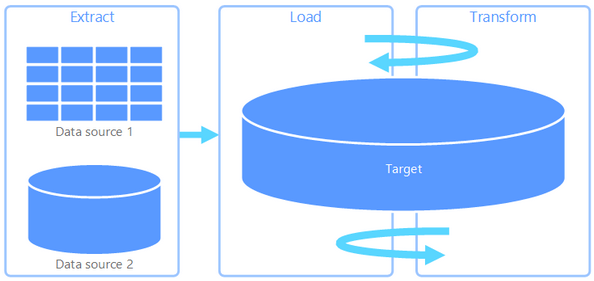 Extract
Load
Transform
Data source 1
Target
Data source 2